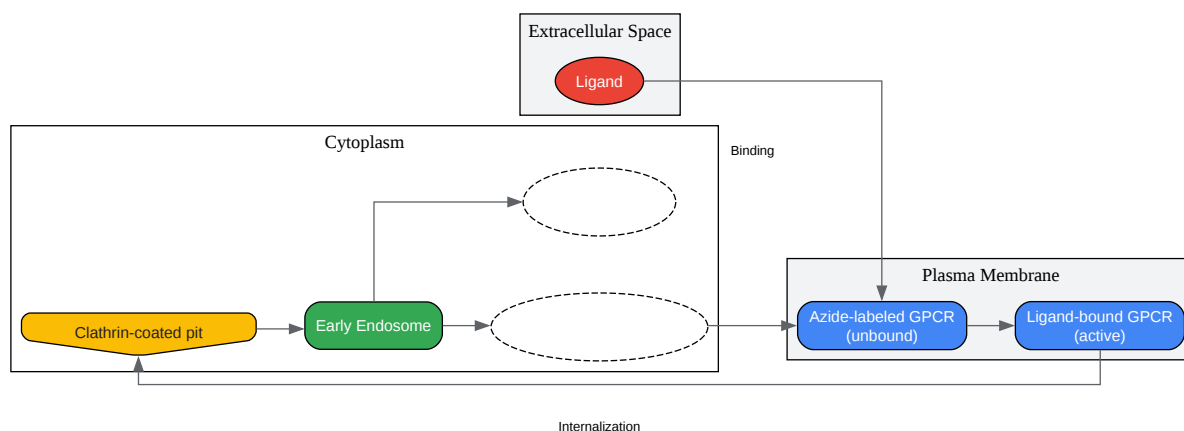 Extracellular Space
Ligand
Cytoplasm
Binding
Plasma Membrane
Clathrin-coated pit
Early Endosome
Azide-labeled GPCR
(unbound)
Ligand-bound GPCR
(active)
Internalization